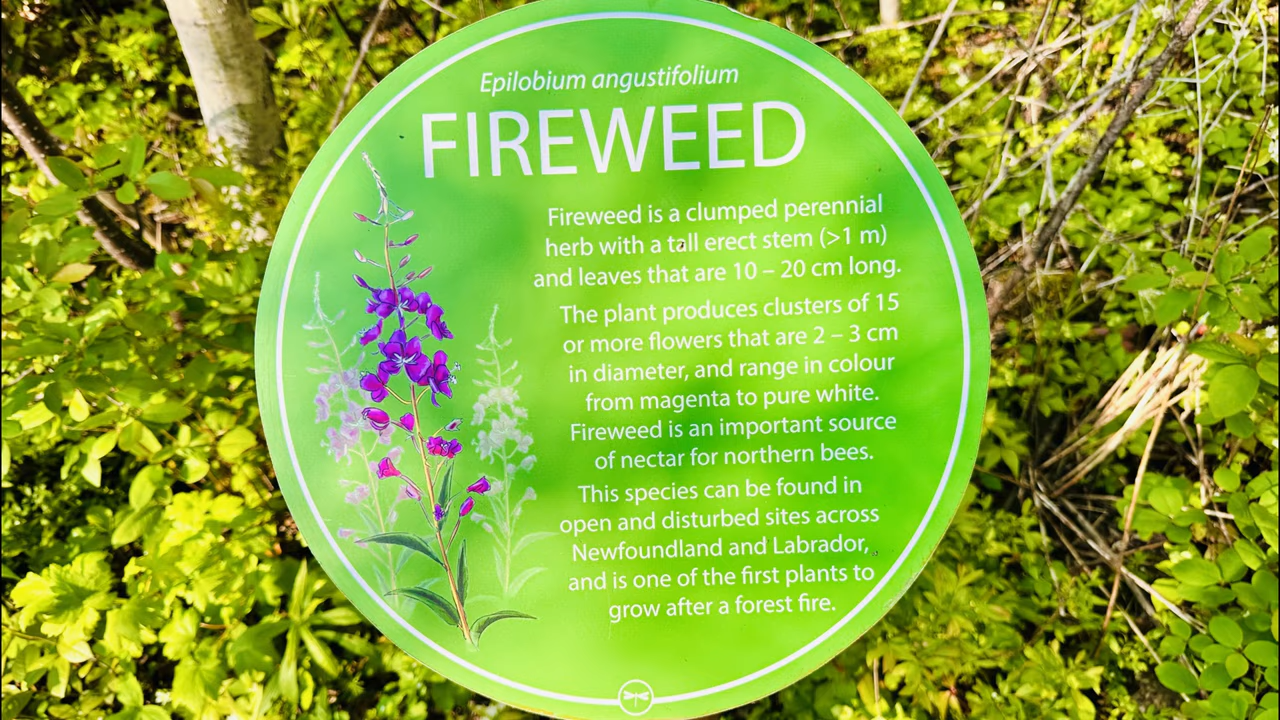 Epilobium angustifolium
FIREWEED
Fireweed is a clumped perennial
herb with a tall erect stem (>1 m)
and leaves that are 10 – 20 cm long.
The plant produces clusters of 15
or more flowers that are 2 – 3 cm
in diameter, and range in colour
from magenta to pure white.
Fireweed is an important source
of nectar for northern bees.
This species can be found in
open and disturbed sites across
Newfoundland and Labrador,
and is one of the first plants to
grow after a forest fire.